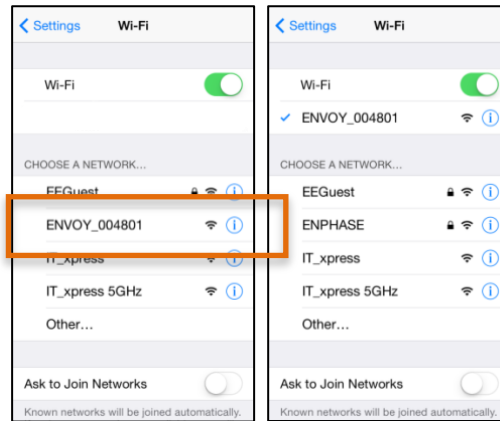 Settings Wi-Fi
Wi-Fi
CHOOSE A NETWORK...
EEGuest
ENVOY_004801
IT_xpress
IT_xpress 5GHz
Other...
Ask to Join Networks
Known networks will be joined automatically.
Settings Wi-Fi
Wi-Fi
ENVOY_004801
CHOOSE A NETWORK...
EEGuest
ENPHASE
IT_xpress
IT_xpress 5GHz
Other...
Ask to Join Networks
Known networks will be joined automatically.